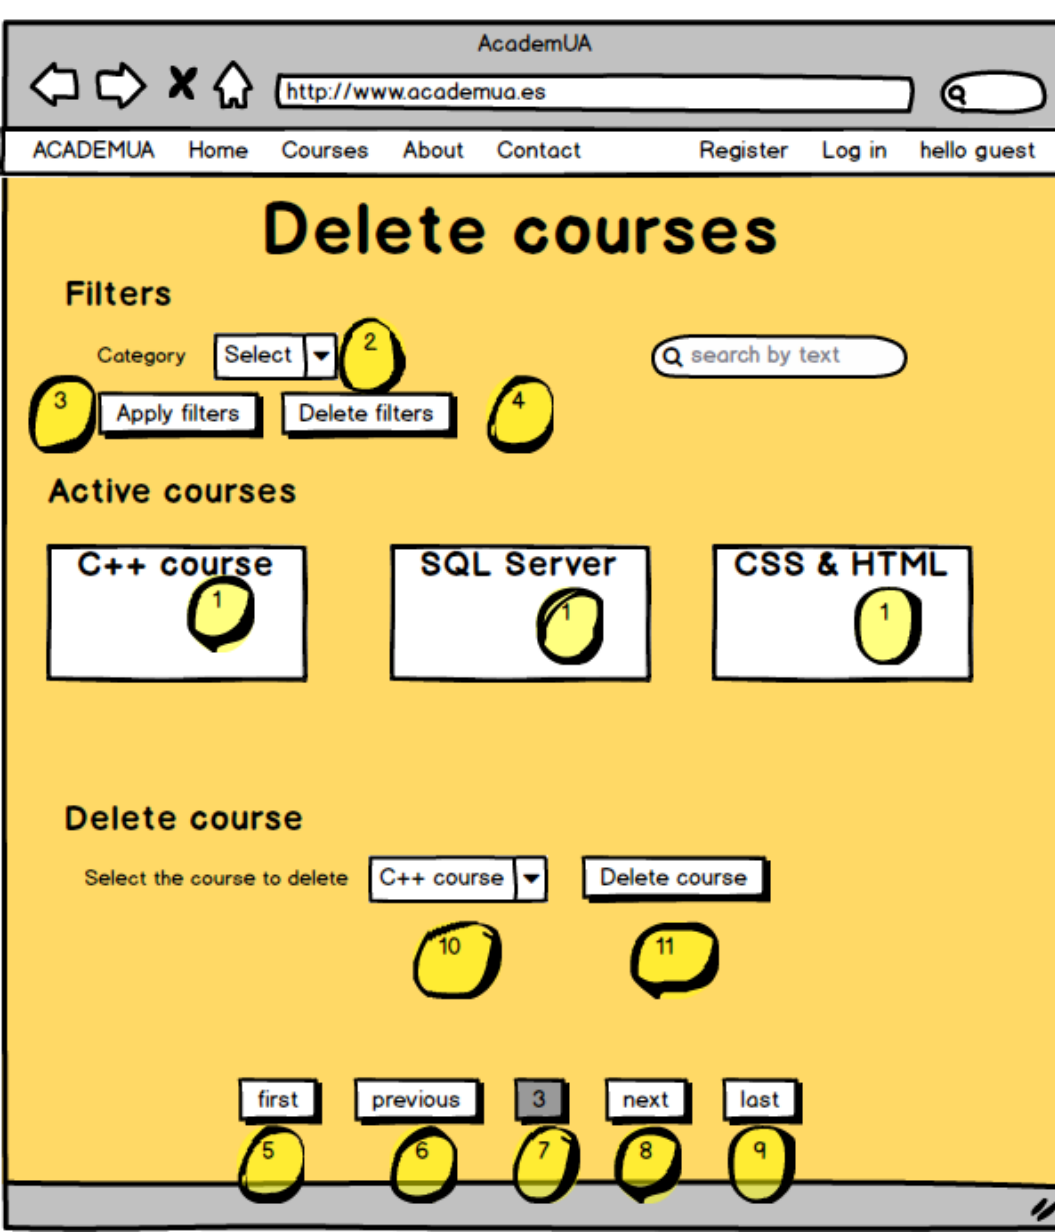 AcademUA
http://www.academua.es
ACADEMUA Home Courses About Contact Register Log in hello guest
Delete courses
Filters
Category Select 2 search by text
3 Apply filters Delete filters 4
Active courses
C++ course SQL Server CSS & HTML
1 1 1
Delete course
Select the course to delete C++ course Delete course
10 11
first previous 3 next last
5 6 7 8 9